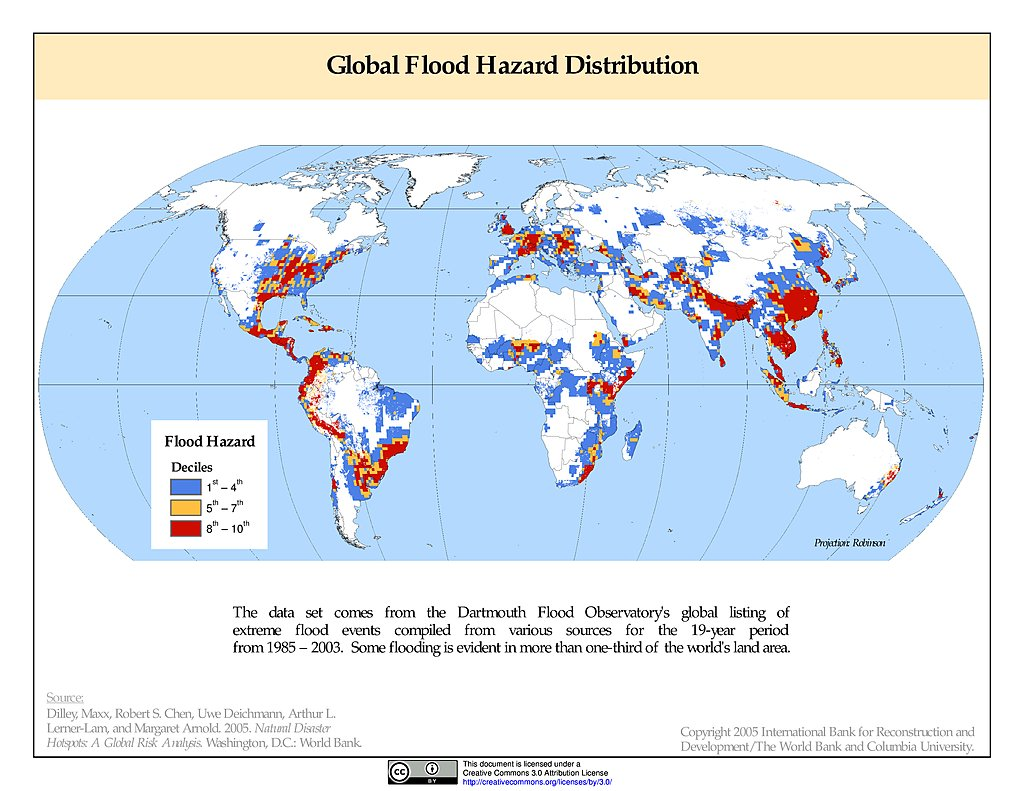 Global Flood Hazard Distribution
Flood Hazard
Deciles
1st – 4th
5th – 7th
8th – 10th
Projection: Robinson
The data set comes from the Dartmouth Flood Observatory's global listing of
extreme flood events compiled from various sources for the 19-year period
from 1985 – 2003. Some flooding is evident in more than one-third of the world's land area.
Source:
Dilley, Maxx, Robert S. Chen, Uwe Deichmann, Arthur L.
Lerner-Lam, and Margaret Arnold. 2005. Natural Disaster
Hotspots: A Global Risk Analysis. Washington, D.C.: World Bank.
Copyright 2005 International Bank for Reconstruction and
Development/The World Bank and Columbia University.
cc
BY
This document is licensed under a
Creative Commons 3.0 Attribution License
http://creativecommons.org/licenses/by/3.0/